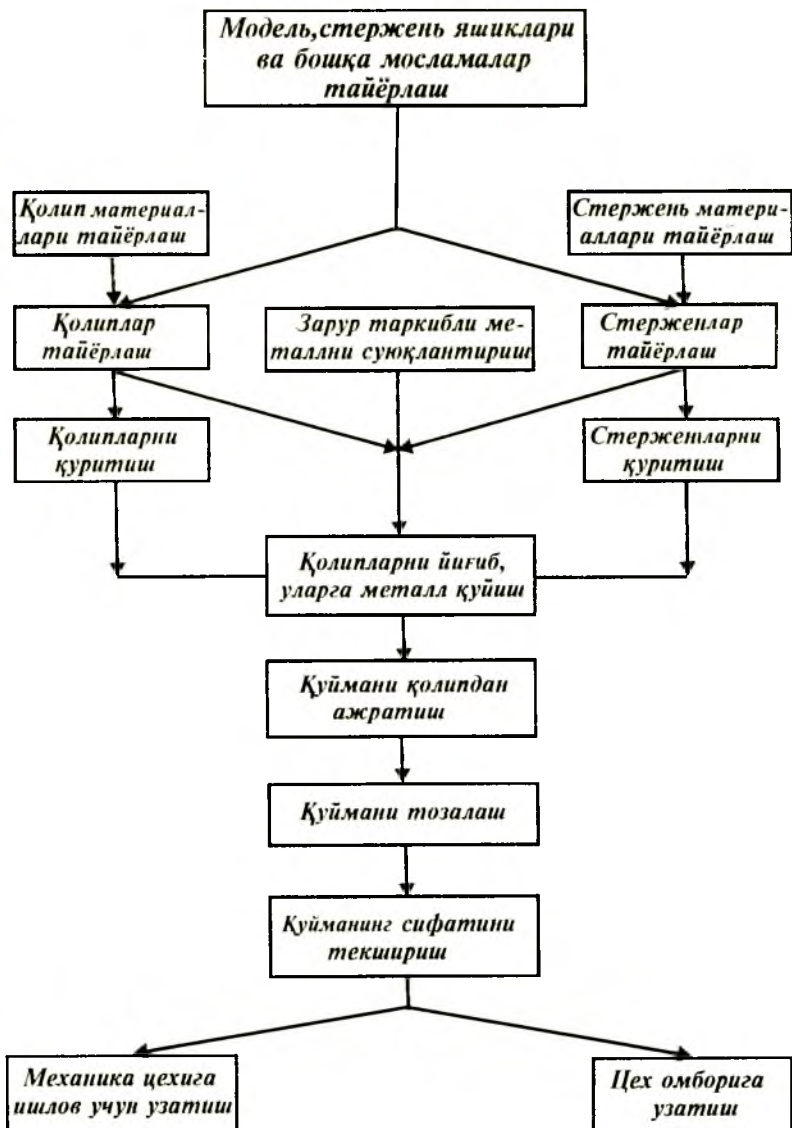 Модель,стержень яшиклари
ва бошқа мосламалар
тайёрлаш
Қолип материал-
лари тайёрлаш
Стержень матери-
аллари тайёрлаш
Қолиплар
тайёрлаш
Зарур таркибли ме-
таллни суюқлантириш
Стерженлар
тайёрлаш
Қолипларни
қуритиш
Стерженларни
қуритиш
Қолипларни йиғиб,
уларга металл қуйиш
Қуймани қолипдан
ажратиш
Қуймани тозалаш
Қуйманинг сифатини
текшириш
Механика цехига
ишлов учун узатиш
Цех омборига
узатиш